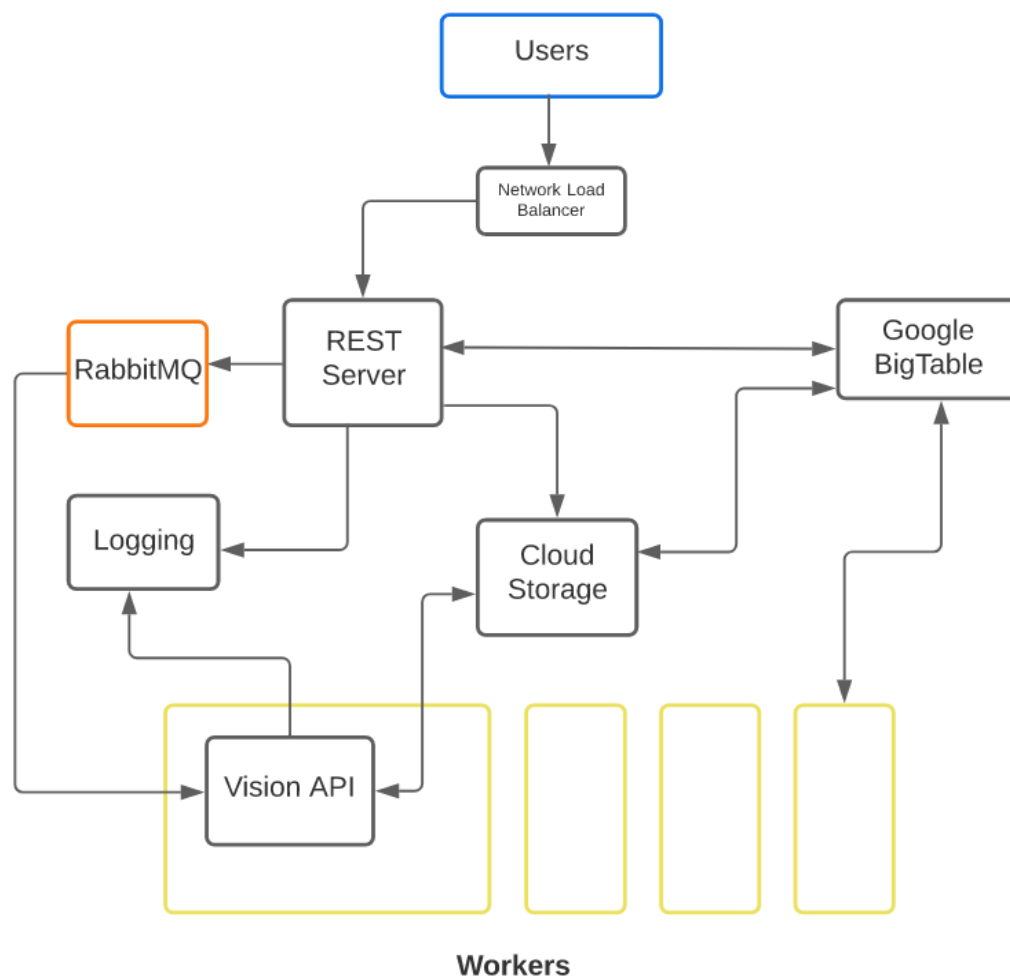 Users
Network Load
Balancer
REST
Server
RabbitMQ
Google
BigTable
Logging
Cloud
Storage
Vision API
Workers